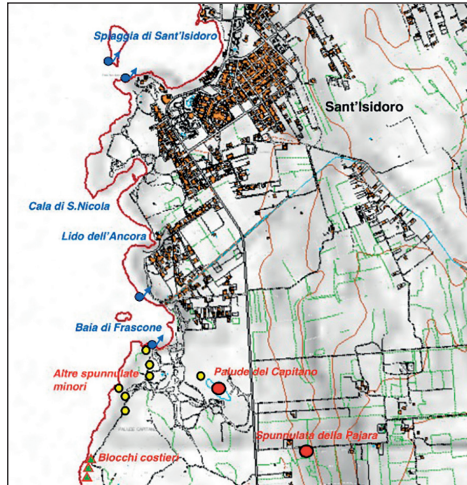 Spiaggia di Sant'Isidoro
Sant'Isidoro
Cala di S.Nicola
Lido dell'Ancora
Baia di Frascone
Altre spunnulate
minori
Palude del Capitano
Spunnulata della Pajara
Blocchi costieri